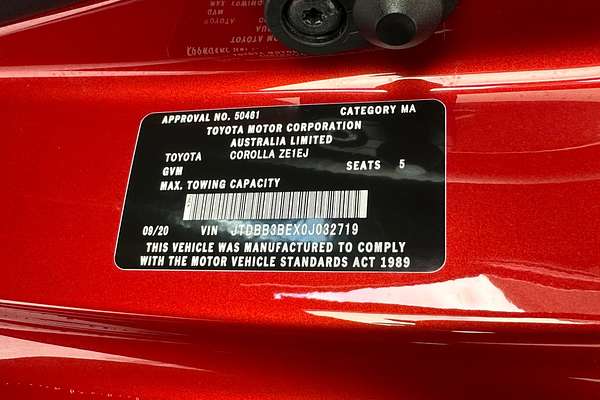 APPROVAL NO. 50481 CATEGORY MA
TOYOTA MOTOR CORPORATION
AUSTRALIA LIMITED
TOYOTA COROLLA ZE1EJ
GVM SEATS 5
MAX. TOWING CAPACITY
09/20 VIN JTDBB3BEX0J032719
THIS VEHICLE WAS MANUFACTURED TO COMPLY
WITH THE MOTOR VEHICLE STANDARDS ACT 1989